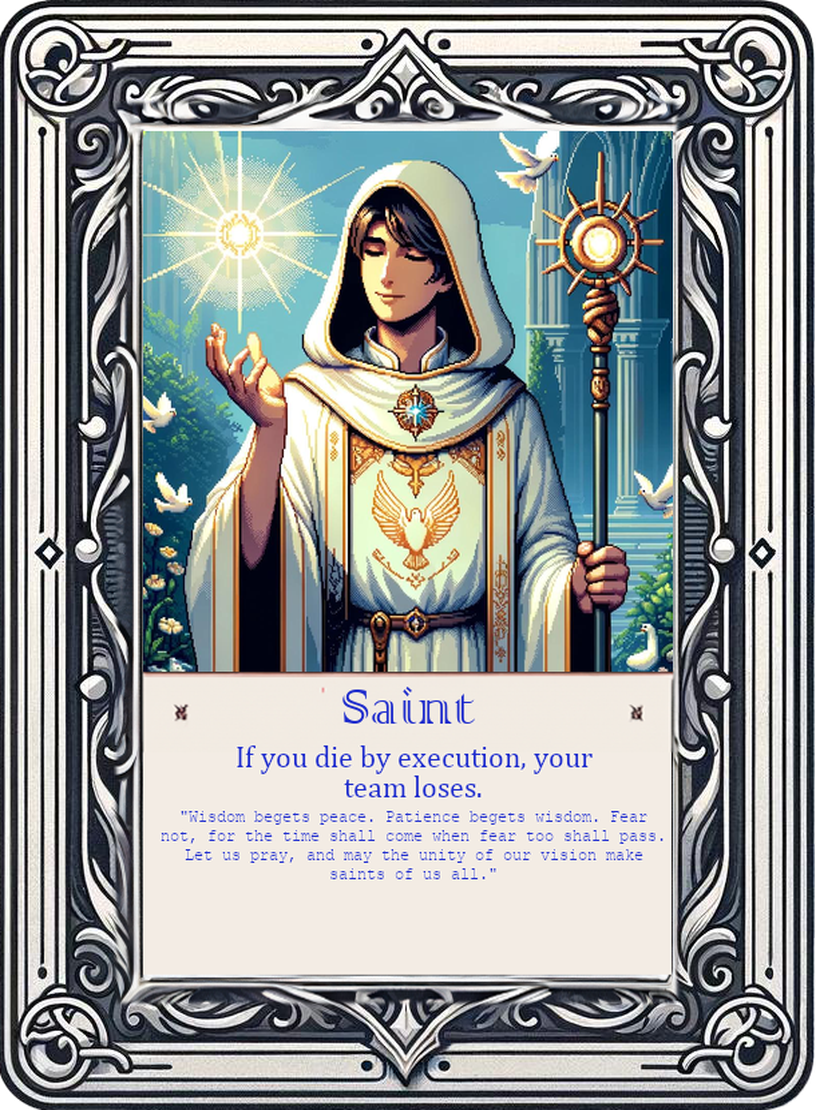 Saint
If you die by execution, your
team loses.
"Wisdom begets peace. Patience begets wisdom. Fear
not, for the time shall come when fear too shall pass.
Let us pray, and may the unity of our vision make
saints of us all."